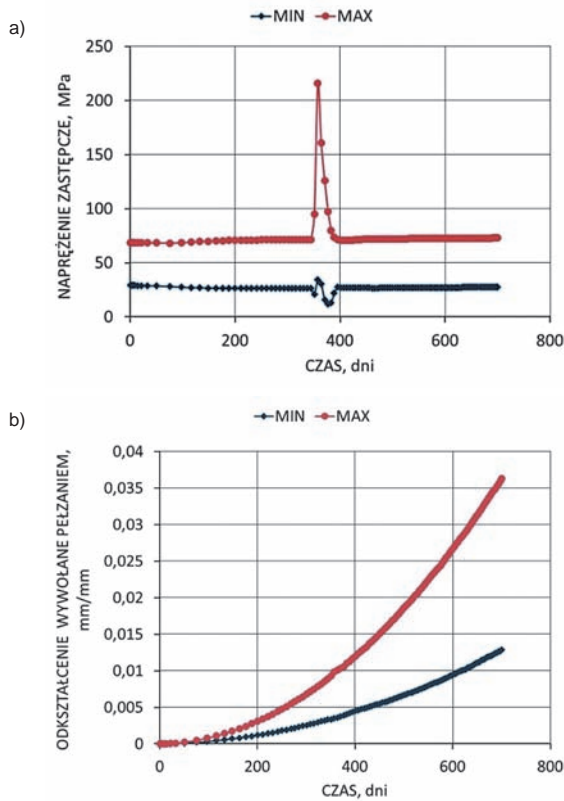 a)
MIN MAX
NAPRĘŻENIE ZASTĘPCZE, MPa
250
200
150
100
50
0
0 200 400 600 800
CZAS, dni
b)
MIN MAX
ODKSZTAŁCENIE WYWOŁANE PEŁZANIEM,
mm/mm
0,04
0,035
0,03
0,025
0,02
0,015
0,01
0,005
0
0 200 400 600 800
CZAS, dni